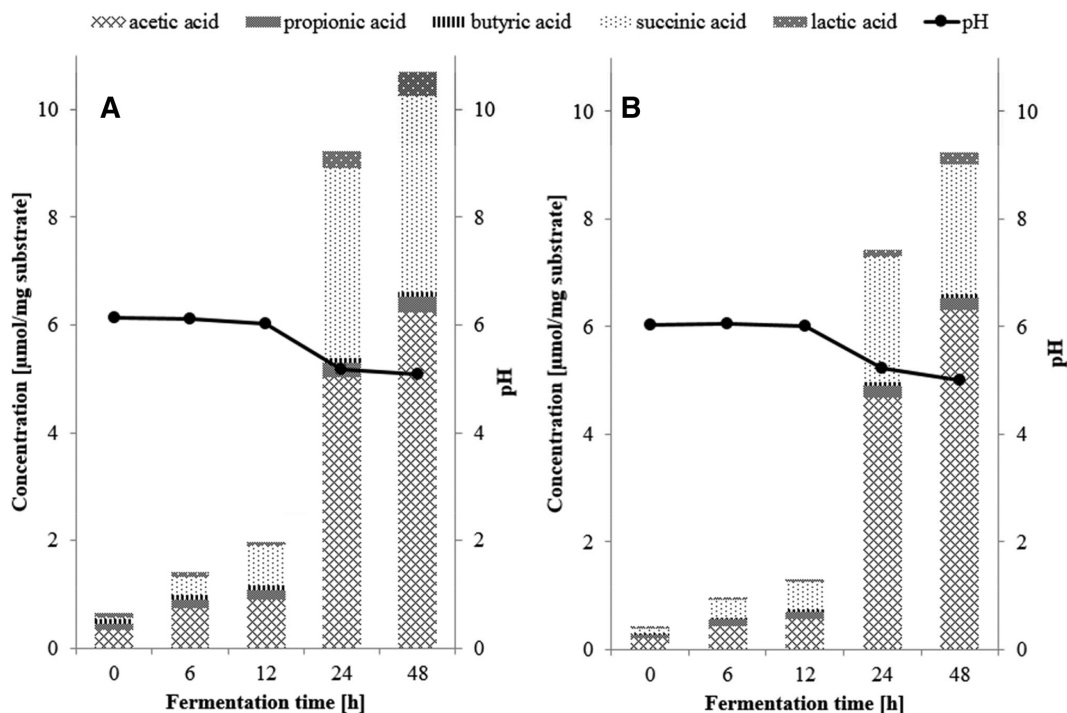 acetic acid propionic acid butyric acid succinic acid lactic acid pH
A
Concentration [µmol/mg substrate]
10
8
6
4
2
0
10
8
6
4
2
0
pH
0 6 12 24 48
Fermentation time [h]
B
Concentration [µmol/mg substrate]
10
8
6
4
2
0
10
8
6
4
2
0
pH
0 6 12 24 48
Fermentation time [h]